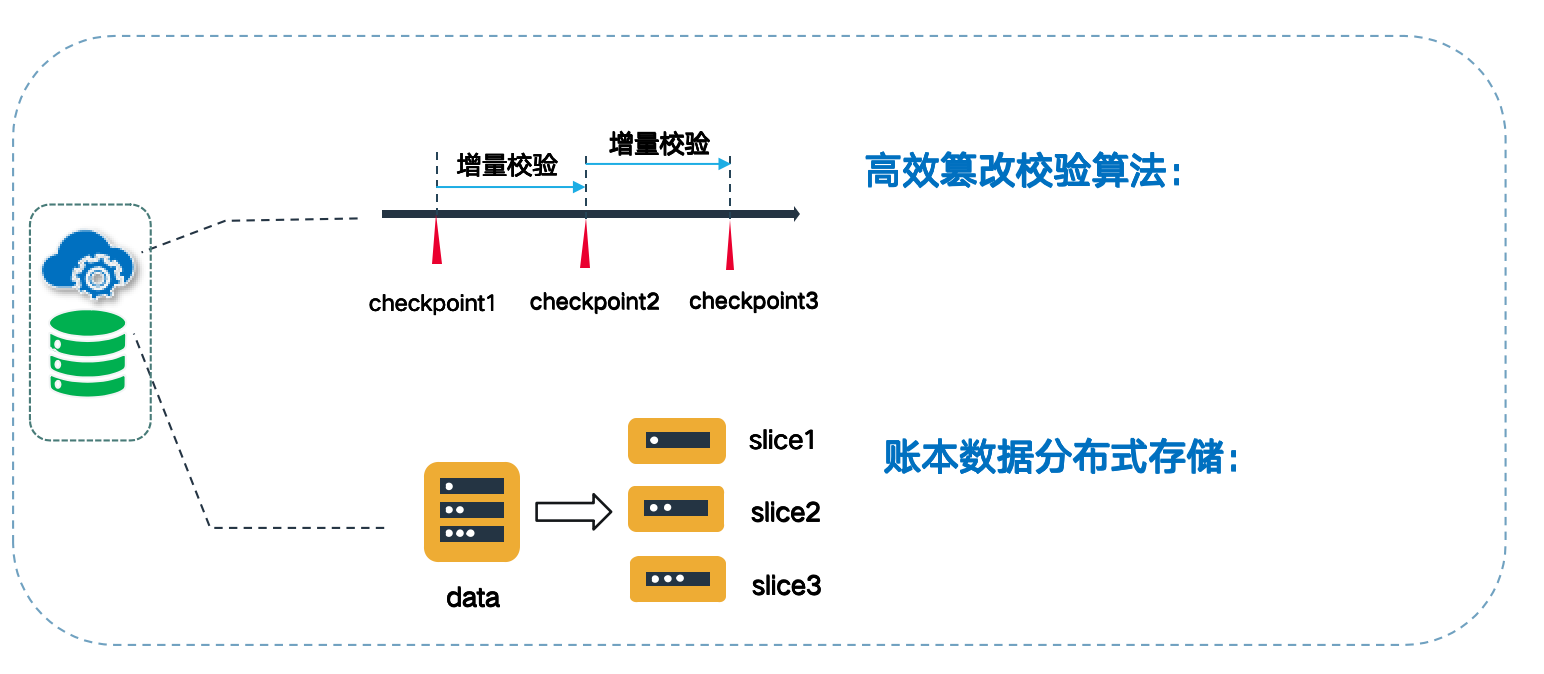 增量校验
增量校验
高效篡改校验算法：
checkpoint1
checkpoint2
checkpoint3
slice1
账本数据分布式存储：
slice2
slice3
data